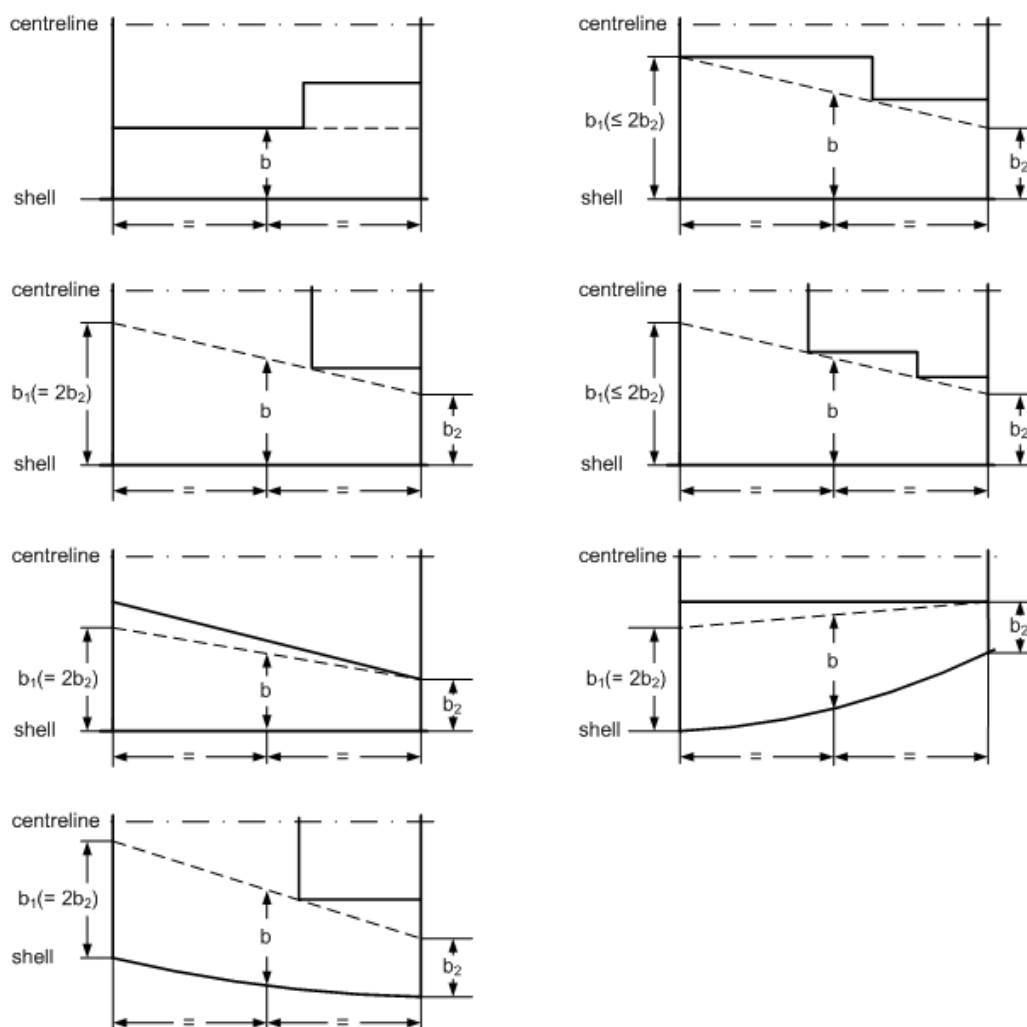 centreline
b
shell
= =
centreline
b₁(≤ 2b₂)
b
b₂
shell
= =
centreline
b₁(= 2b₂)
b
b₂
shell
= =
centreline
b₁(≤ 2b₂)
b
b₂
shell
= =
centreline
b₁(= 2b₂)
b
b₂
shell
= =
centreline
b₂
b
b₁(= 2b₂)
shell
= =
centreline
b₁(= 2b₂)
b
shell
b₂
= =